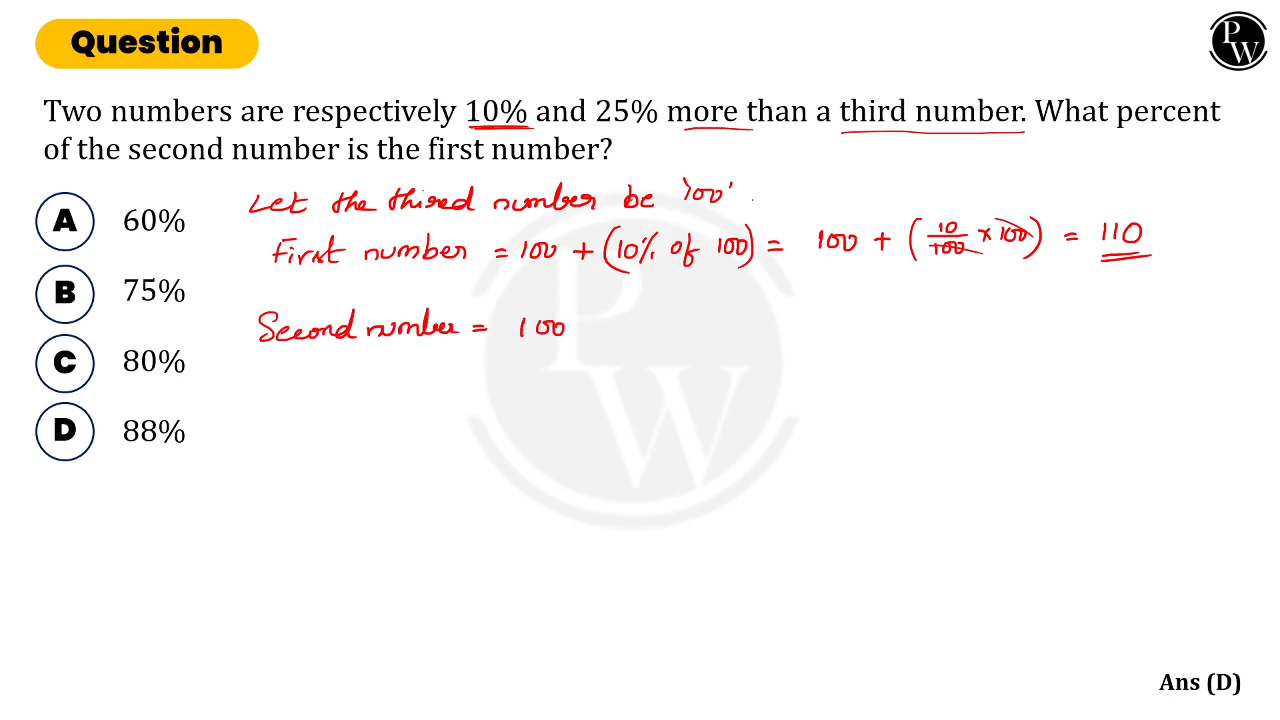 Question
PW
Two numbers are respectively 10% and 25% more than a third number. What percent
of the second number is the first number?
A 60%
B 75%
C 80%
D 88%
Let the third number be '100'.
First number = 100 + (10% of 100) = 100 + (10/100 × 100) = 110
Second number = 100
PW
Ans (D)